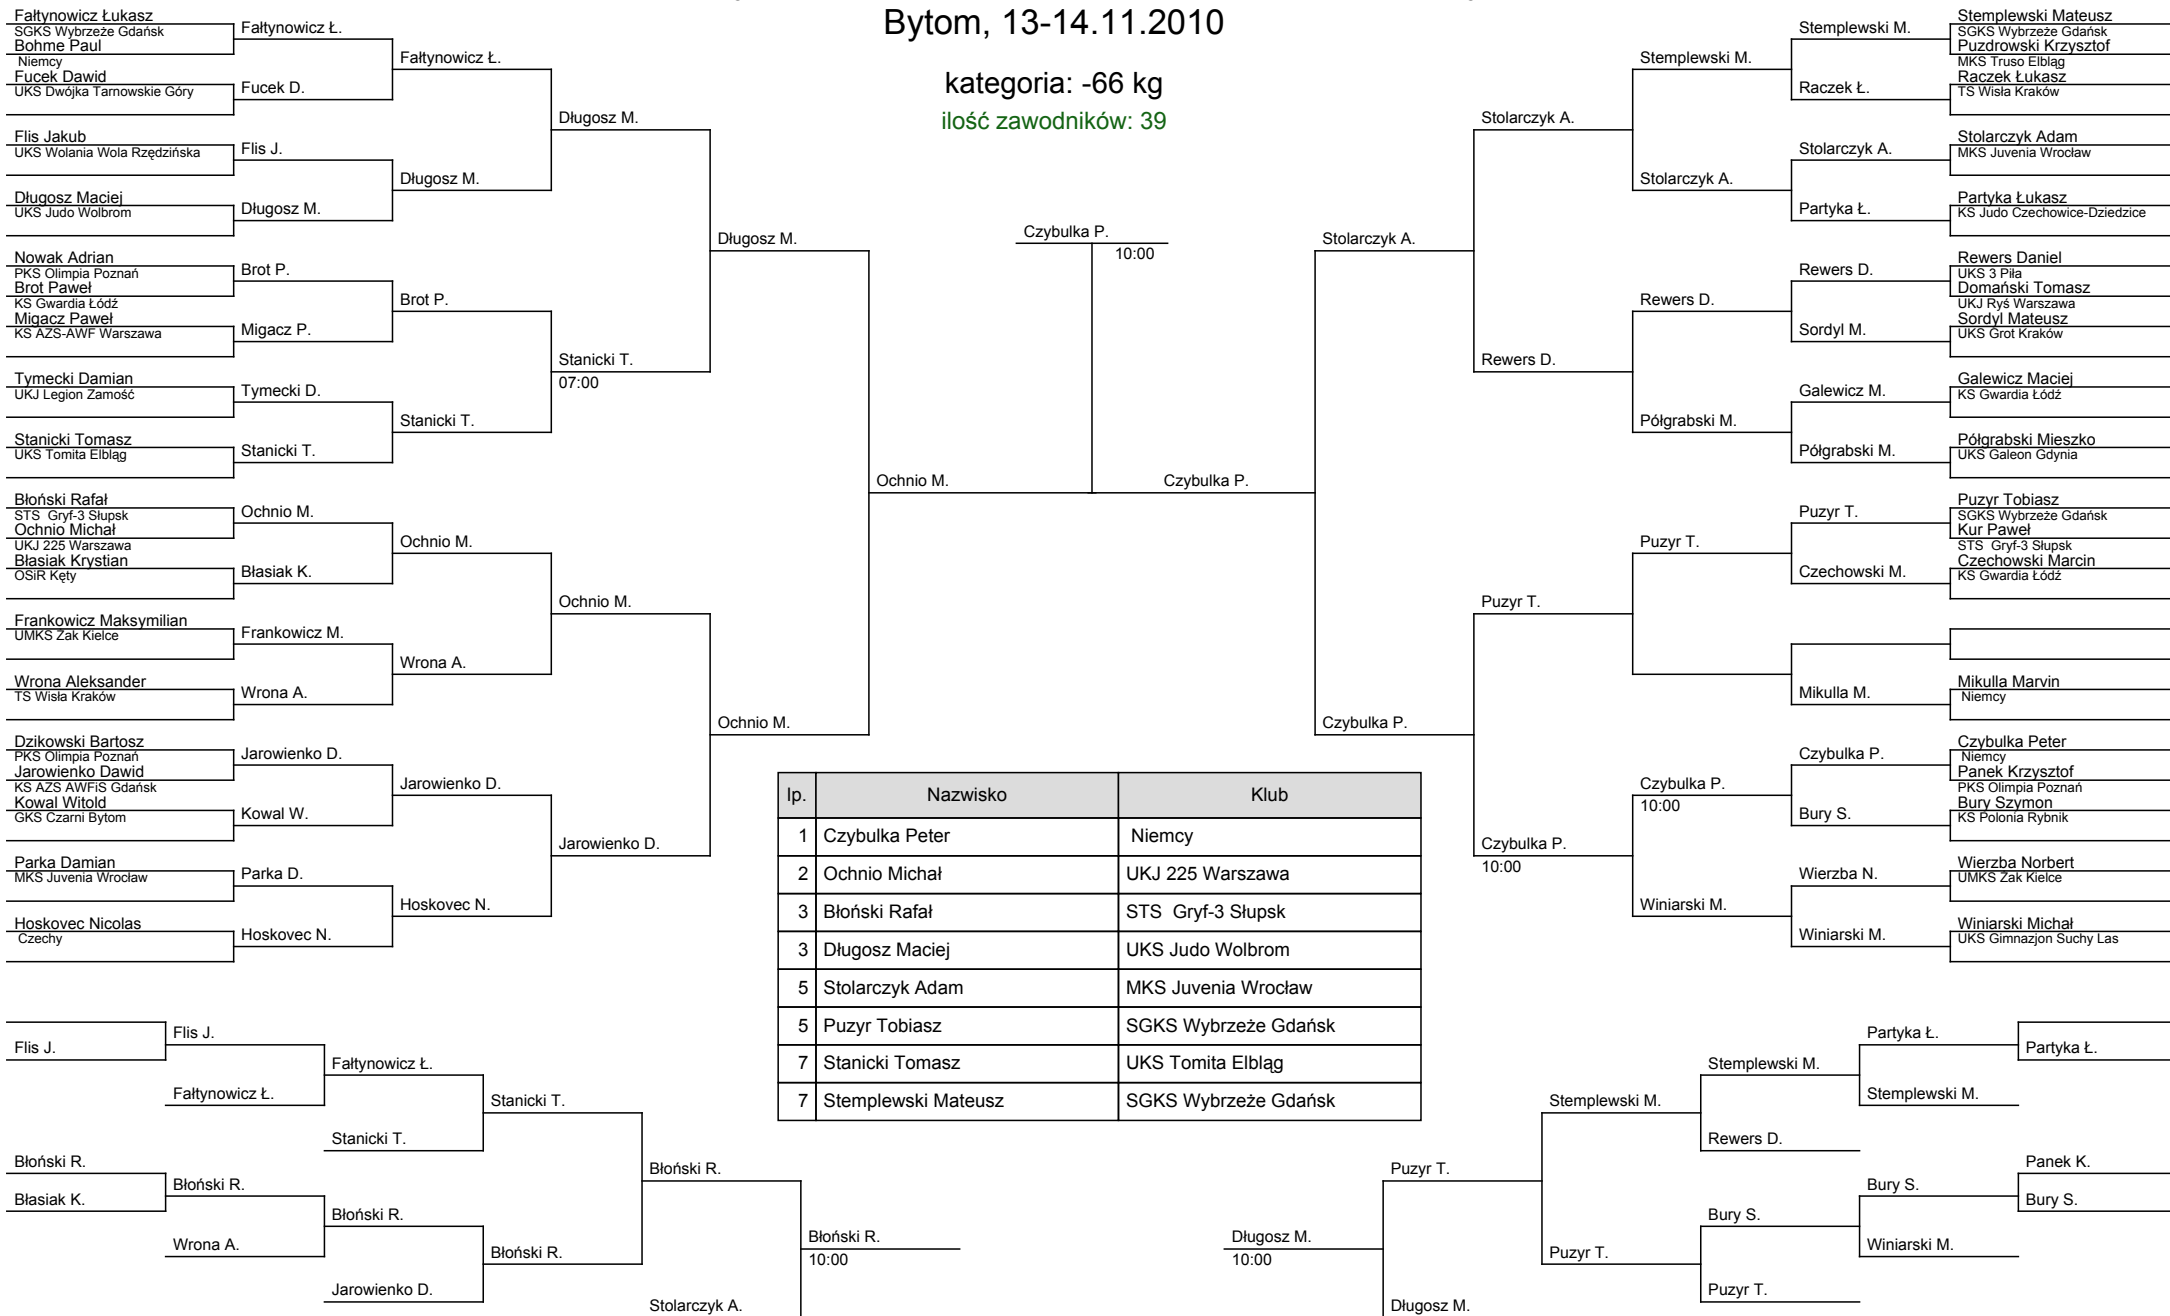 Bytom, 13-14.11.2010
kategoria: -66 kg
ilość zawodników: 39
Fałtynowicz Łukasz
SGKS Wybrzeże Gdańsk
Bohme Paul
Niemcy
Fucek Dawid
UKS Dwójka Tarnowskie Góry
Flis Jakub
UKS Wolania Wola Rzędzińska
Długosz Maciej
UKS Judo Wolbrom
Nowak Adrian
PKS Olimpia Poznań
Brot Paweł
KS Gwardia Łódź
Migacz Paweł
KS AZS-AWF Warszawa
Tymecki Damian
UKJ Legion Zamość
Stanicki Tomasz
UKS Tomita Elbląg
Błoński Rafał
STS Gryf-3 Słupsk
Ochnio Michał
UKJ 225 Warszawa
Błasiak Krystian
OSiR Kęty
Frankowicz Maksymilian
UMKS Żak Kielce
Wrona Aleksander
TS Wisła Kraków
Dzikowski Bartosz
PKS Olimpia Poznań
Jarowienko Dawid
KS AZS AWFiS Gdańsk
Kowal Witold
GKS Czarni Bytom
Parka Damian
MKS Juvenia Wrocław
Hoskovec Nicolas
Czechy
Fałtynowicz Ł.
Fucek D.
Flis J.
Długosz M.
Brot P.
Migacz P.
Tymecki D.
Stanicki T.
Ochnio M.
Błasiak K.
Frankowicz M.
Wrona A.
Jarowienko D.
Kowal W.
Parka D.
Hoskovec N.
Fałtynowicz Ł.
Długosz M.
Brot P.
Stanicki T.
Ochnio M.
Wrona A.
Jarowienko D.
Hoskovec N.
Długosz M.
Stanicki T.
07:00
Ochnio M.
Jarowienko D.
Długosz M.
Ochnio M.
Ochnio M.
Czybulka P.
10:00
Czybulka P.
Stolarczyk A.
Czybulka P.
Stolarczyk A.
Rewers D.
Puzyr T.
Czybulka P.
10:00
Stemplewski M.
Stolarczyk A.
Rewers D.
Półgrabski M.
Puzyr T.
Czybulka P.
10:00
Winiarski M.
Stemplewski M.
Raczek Ł.
Stolarczyk A.
Partyka Ł.
Rewers D.
Sordyl M.
Galewicz M.
Półgrabski M.
Puzyr T.
Czechowski M.
Mikulla M.
Czybulka P.
Bury S.
Wierzba N.
Winiarski M.
Stemplewski Mateusz
SGKS Wybrzeże Gdańsk
Puzdrowski Krzysztof
MKS Truso Elbląg
Raczek Łukasz
TS Wisła Kraków
Stolarczyk Adam
MKS Juvenia Wrocław
Partyka Łukasz
KS Judo Czechowice-Dziedzice
Rewers Daniel
UKS 3 Piła
Domański Tomasz
UKJ Ryś Warszawa
Sordyl Mateusz
UKS Grot Kraków
Galewicz Maciej
KS Gwardia Łódź
Półgrabski Mieszko
UKS Galeon Gdynia
Puzyr Tobiasz
SGKS Wybrzeże Gdańsk
Kur Paweł
STS Gryf-3 Słupsk
Czechowski Marcin
KS Gwardia Łódź
Mikulla Marvin
Niemcy
Czybulka Peter
Niemcy
Panek Krzysztof
PKS Olimpia Poznań
Bury Szymon
KS Polonia Rybnik
Wierzba Norbert
UMKS Żak Kielce
Winiarski Michał
UKS Gimnazjon Suchy Las
lp. Nazwisko Klub
1 Czybulka Peter Niemcy
2 Ochnio Michał UKJ 225 Warszawa
3 Błoński Rafał STS Gryf-3 Słupsk
3 Długosz Maciej UKS Judo Wolbrom
5 Stolarczyk Adam MKS Juvenia Wrocław
5 Puzyr Tobiasz SGKS Wybrzeże Gdańsk
7 Stanicki Tomasz UKS Tomita Elbląg
7 Stemplewski Mateusz SGKS Wybrzeże Gdańsk
Flis J.
Błoński R.
Błasiak K.
Flis J.
Fałtynowicz Ł.
Błoński R.
Wrona A.
Fałtynowicz Ł.
Stanicki T.
Błoński R.
Jarowienko D.
Stanicki T.
Błoński R.
Błoński R.
Stolarczyk A.
Błoński R.
10:00
Długosz M.
10:00
Puzyr T.
Długosz M.
Stemplewski M.
Puzyr T.
Stemplewski M.
Rewers D.
Bury S.
Puzyr T.
Partyka Ł.
Stemplewski M.
Bury S.
Winiarski M.
Partyka Ł.
Panek K.
Bury S.